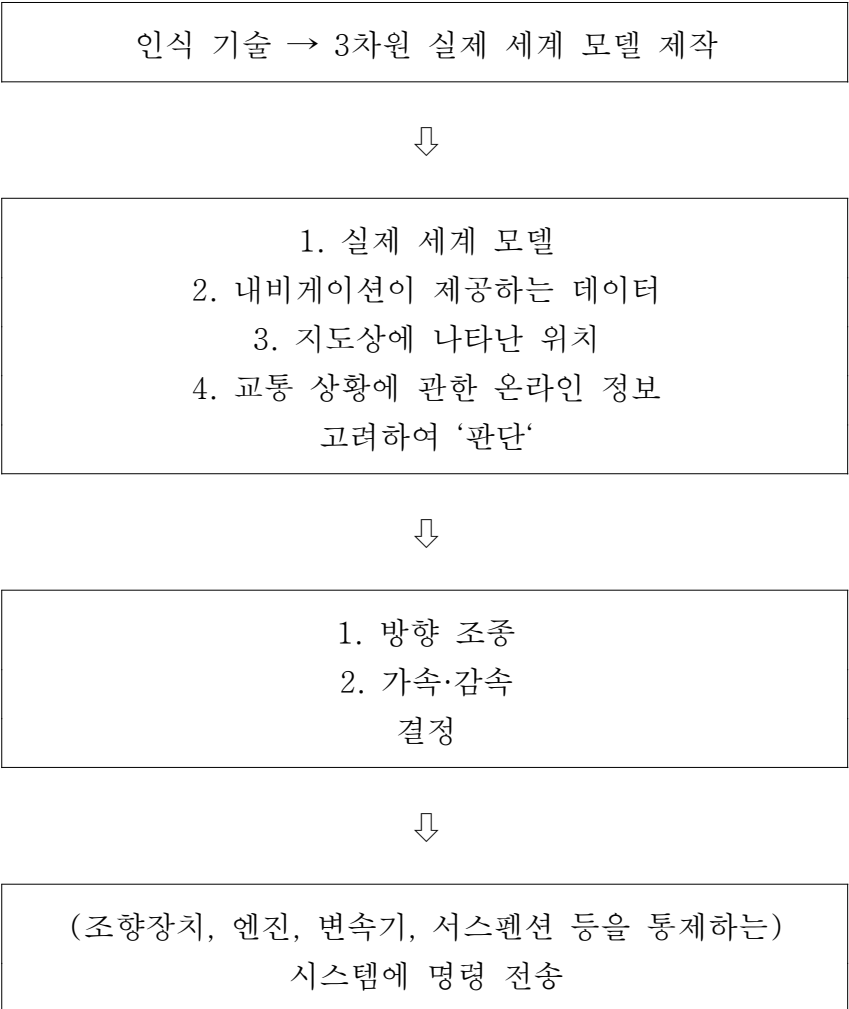 인식 기술 → 3차원 실제 세계 모델 제작
⇩
1. 실제 세계 모델
2. 내비게이션이 제공하는 데이터
3. 지도상에 나타난 위치
4. 교통 상황에 관한 온라인 정보
고려하여 ‘판단‘
⇩
1. 방향 조종
2. 가속·감속
결정
⇩
(조향장치, 엔진, 변속기, 서스펜션 등을 통제하는)
시스템에 명령 전송